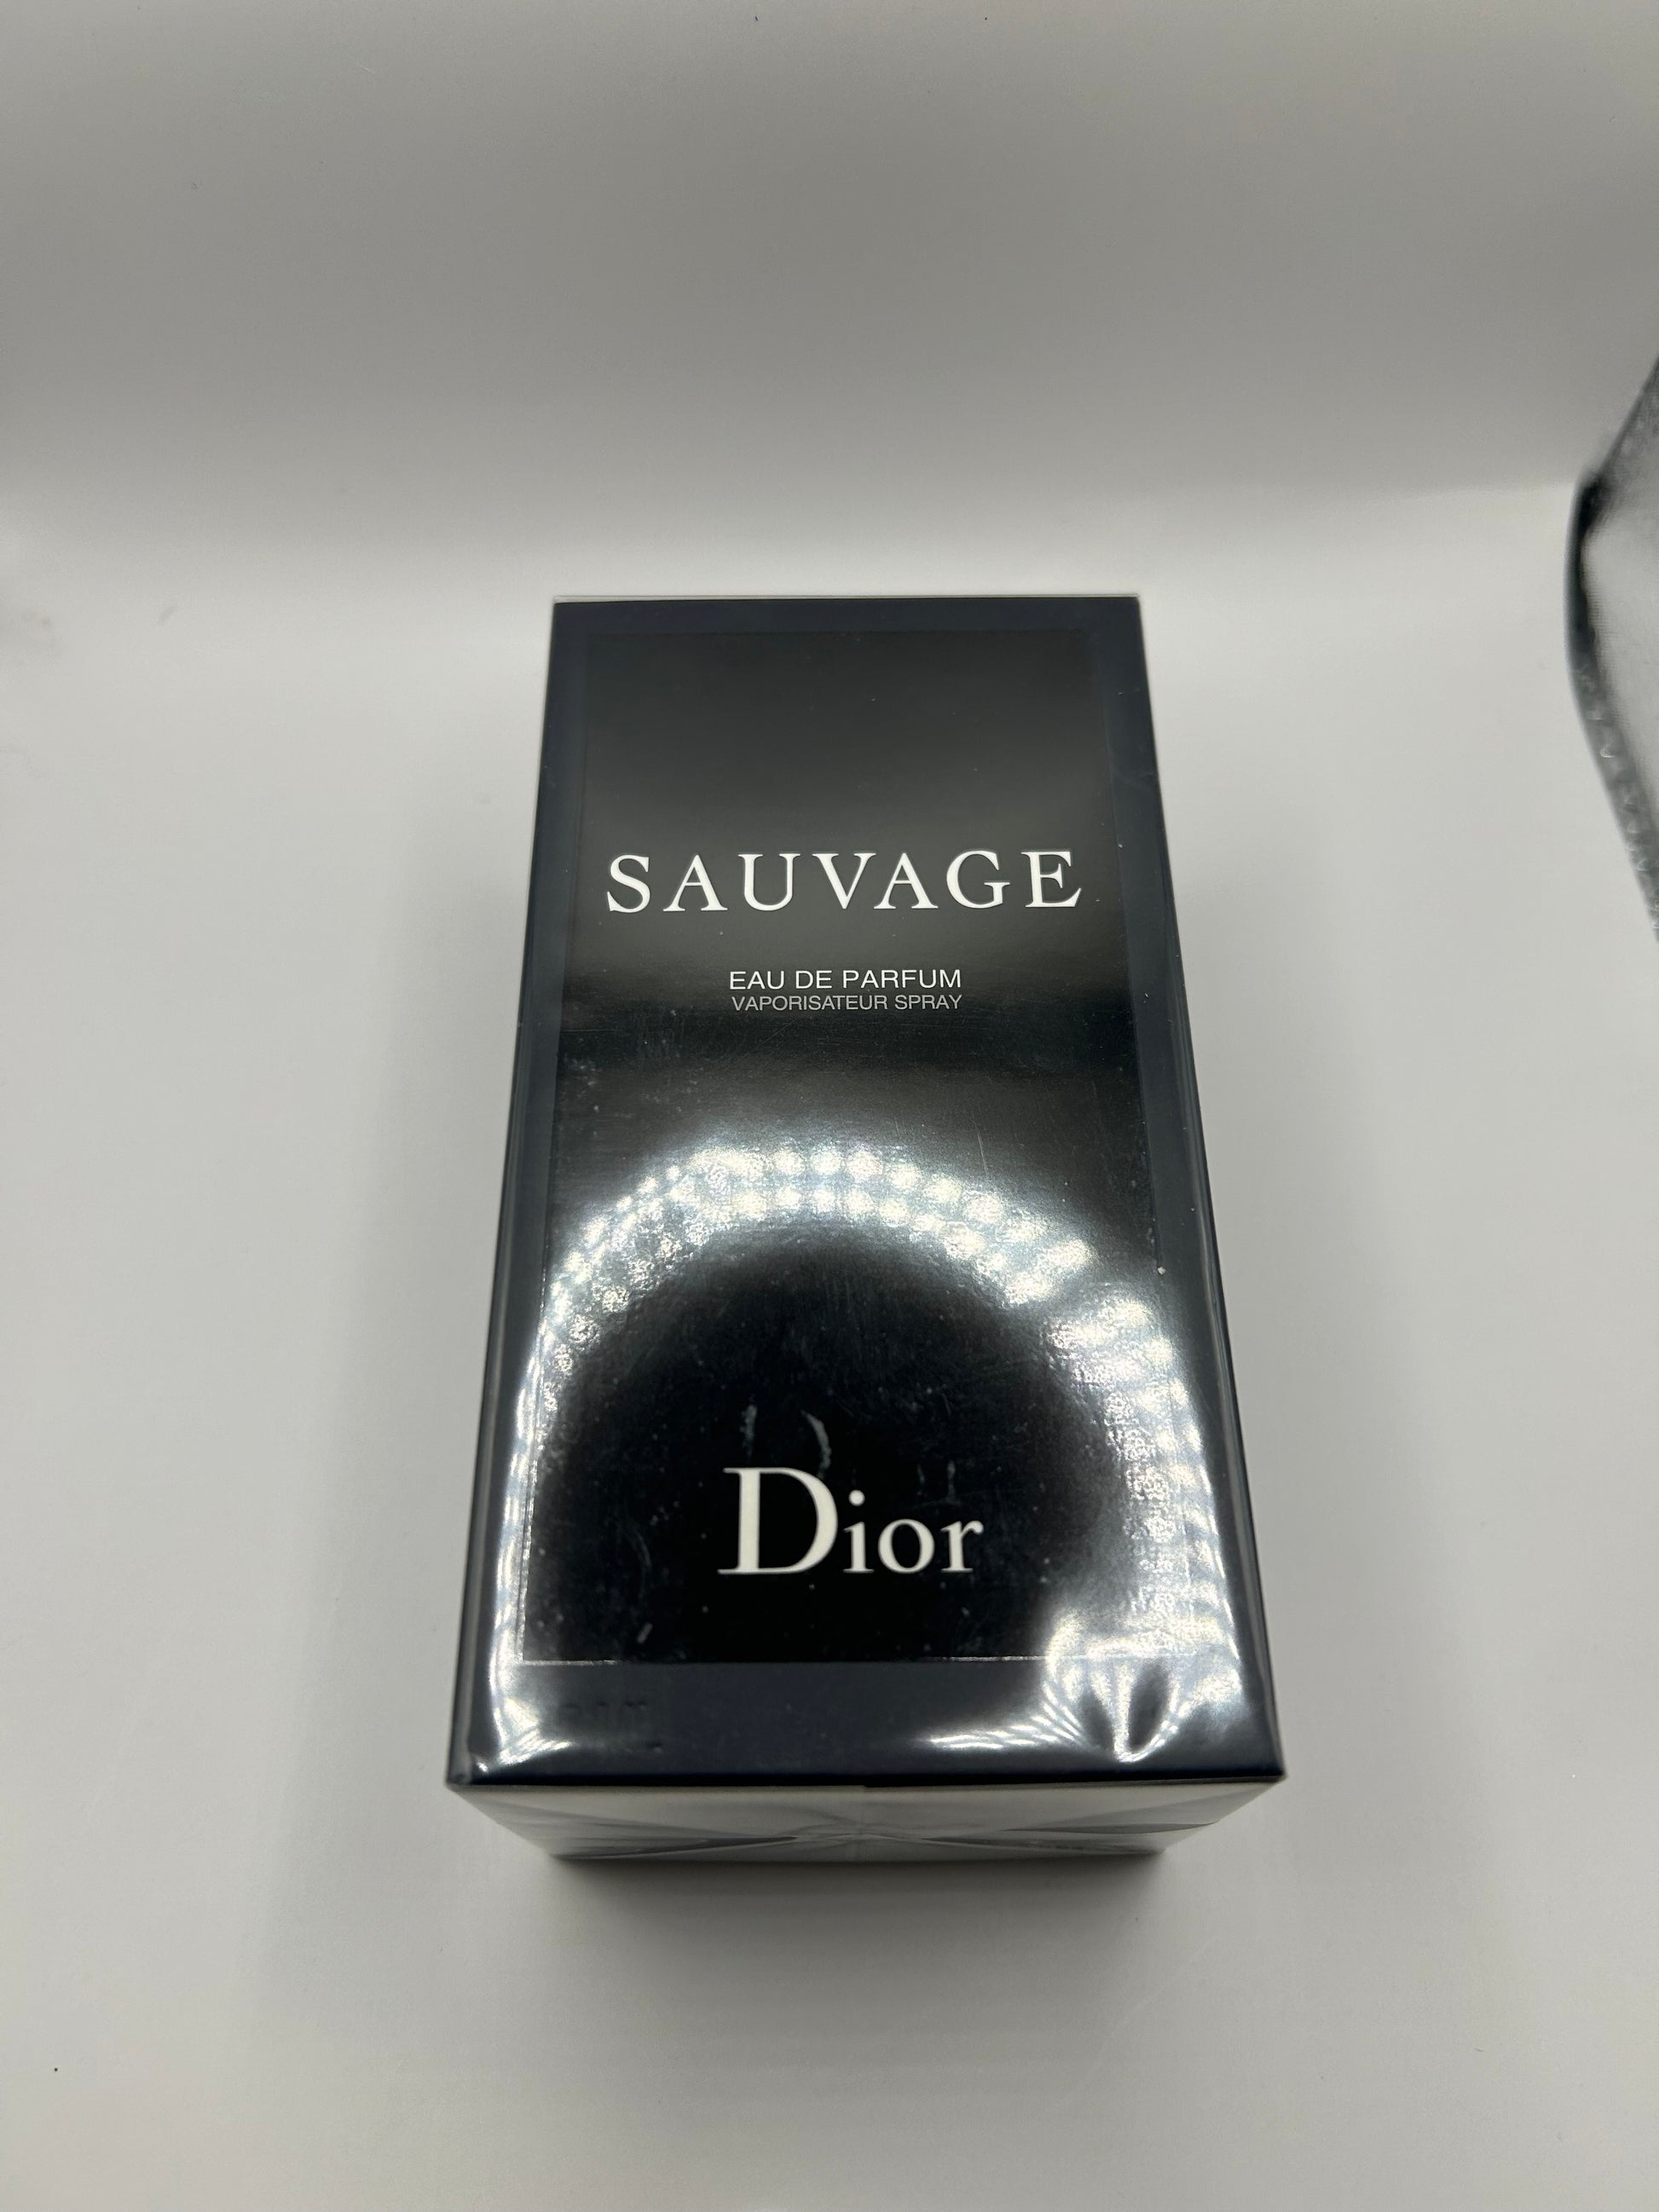 SAUVAGE
EAU DE PARFUM
VAPORISATEUR SPRAY
Dior